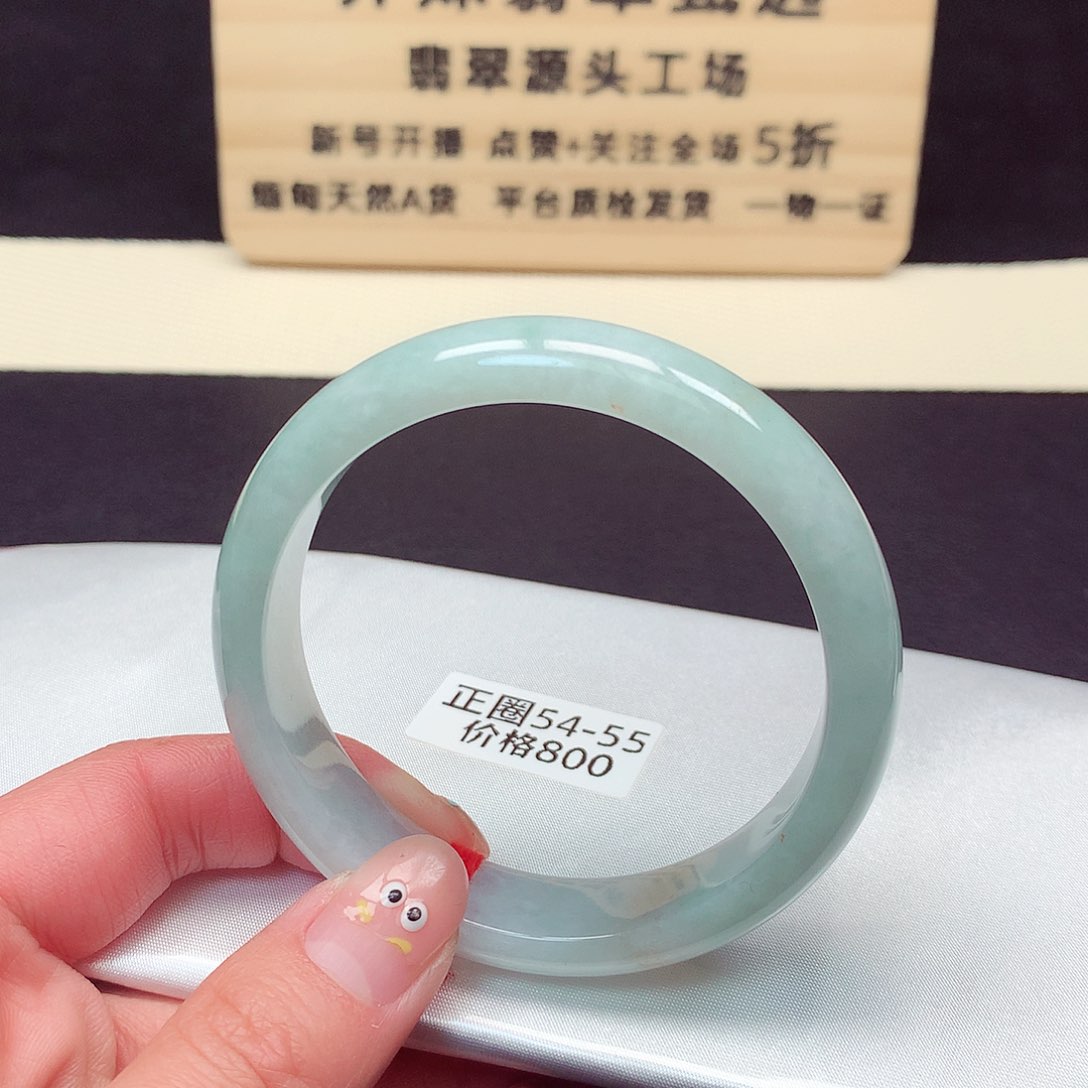 翡翠源头工场
新号开播 点赞+关注全场5折
缅甸天然A货 平台质检发货 一物一证
正圈54-55
价格800